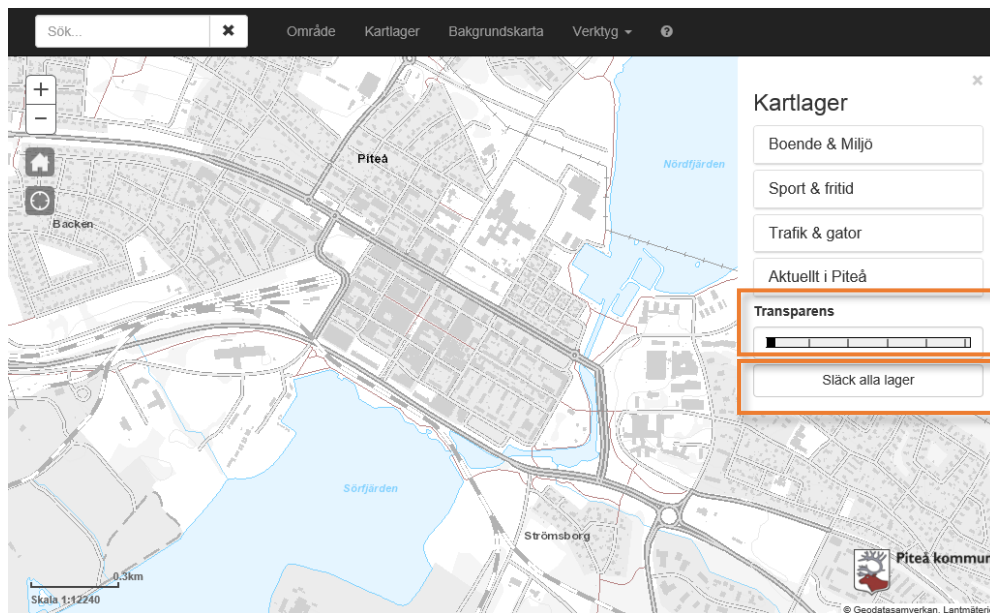 Sök...
Område Kartlager Bakgrundskarta Verktyg
Kartlager
Boende & Miljö
Sport & fritid
Trafik & gator
Aktuellt i Piteå
Transparens
Släck alla lager
Piteå
Nördfjärden
Backen
Sörfjärden
Strömsborg
0.3km
Skala 1:12240
Piteå kommun
© Geodatasamverkan, Lantmäteri